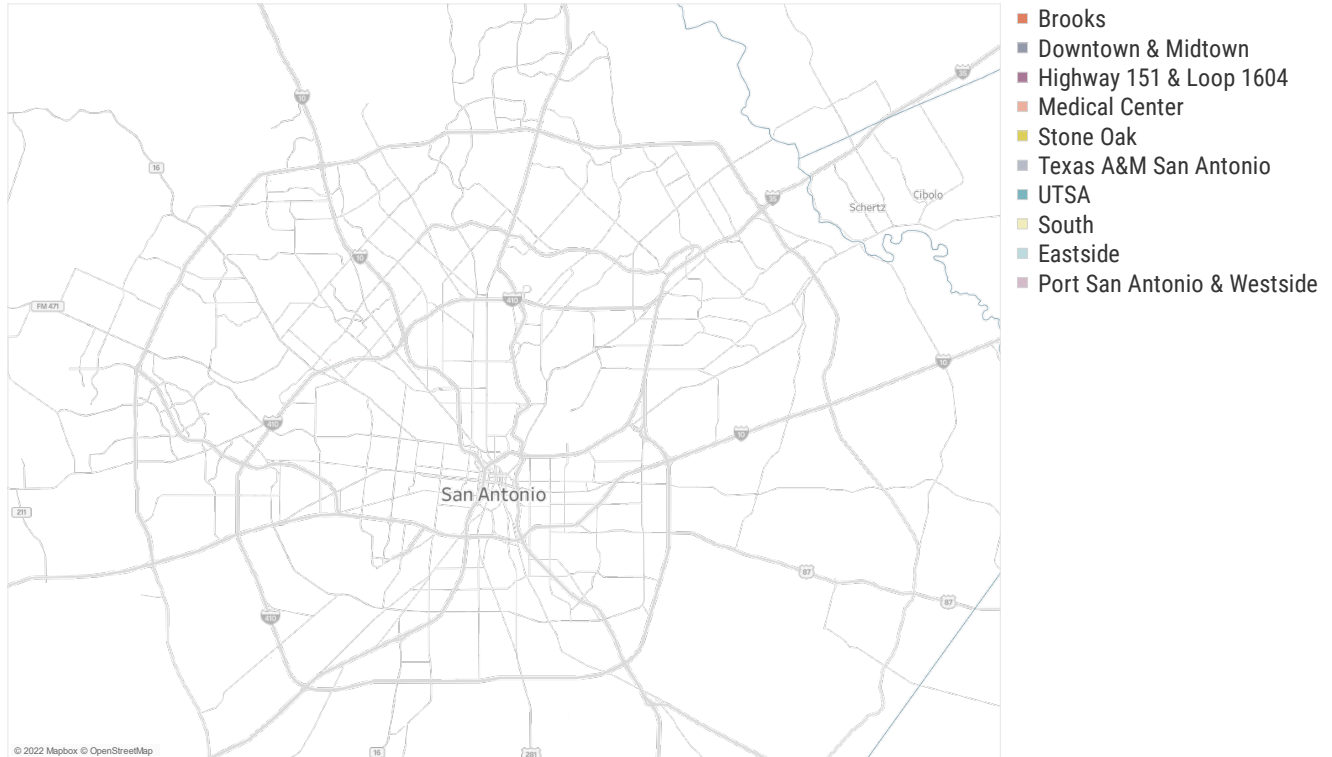 Brooks
Downtown & Midtown
Highway 151 & Loop 1604
Medical Center
Stone Oak
Texas A&M San Antonio
UTSA
South
Eastside
Port San Antonio & Westside
35
10
16
35
Cibolo
Schertz
10
410
FM 471
10
410
10
San Antonio
211
87
87
410
16
281
© 2022 Mapbox © OpenStreetMap